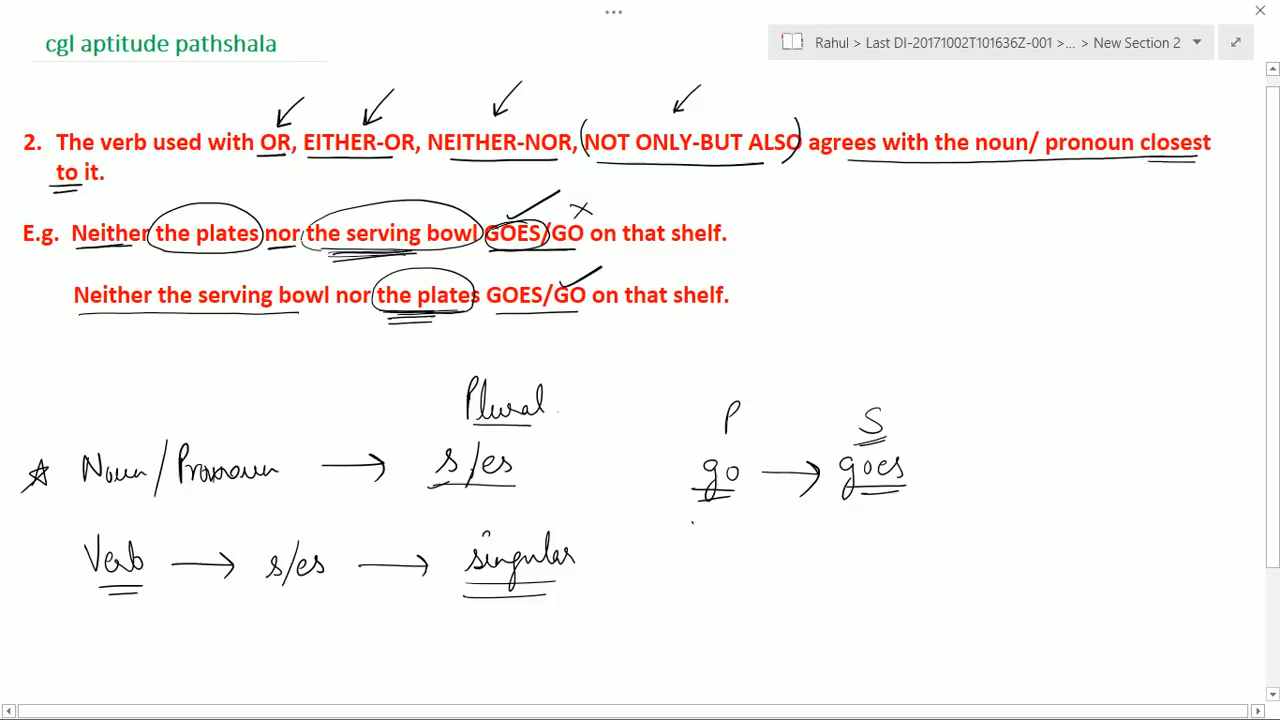 cgl aptitude pathshala
Rahul > Last DI-20171002T101636Z-001 >... > New Section 2
2. The verb used with OR, EITHER-OR, NEITHER-NOR, (NOT ONLY-BUT ALSO) agrees with the noun/ pronoun closest
to it.
E.g. Neither the plates nor the serving bowl GOES/GO on that shelf.
Neither the serving bowl nor the plates GOES/GO on that shelf.
Plural
P S
Noun/Pronoun → s/es
go → goes
Verb → s/es → singular